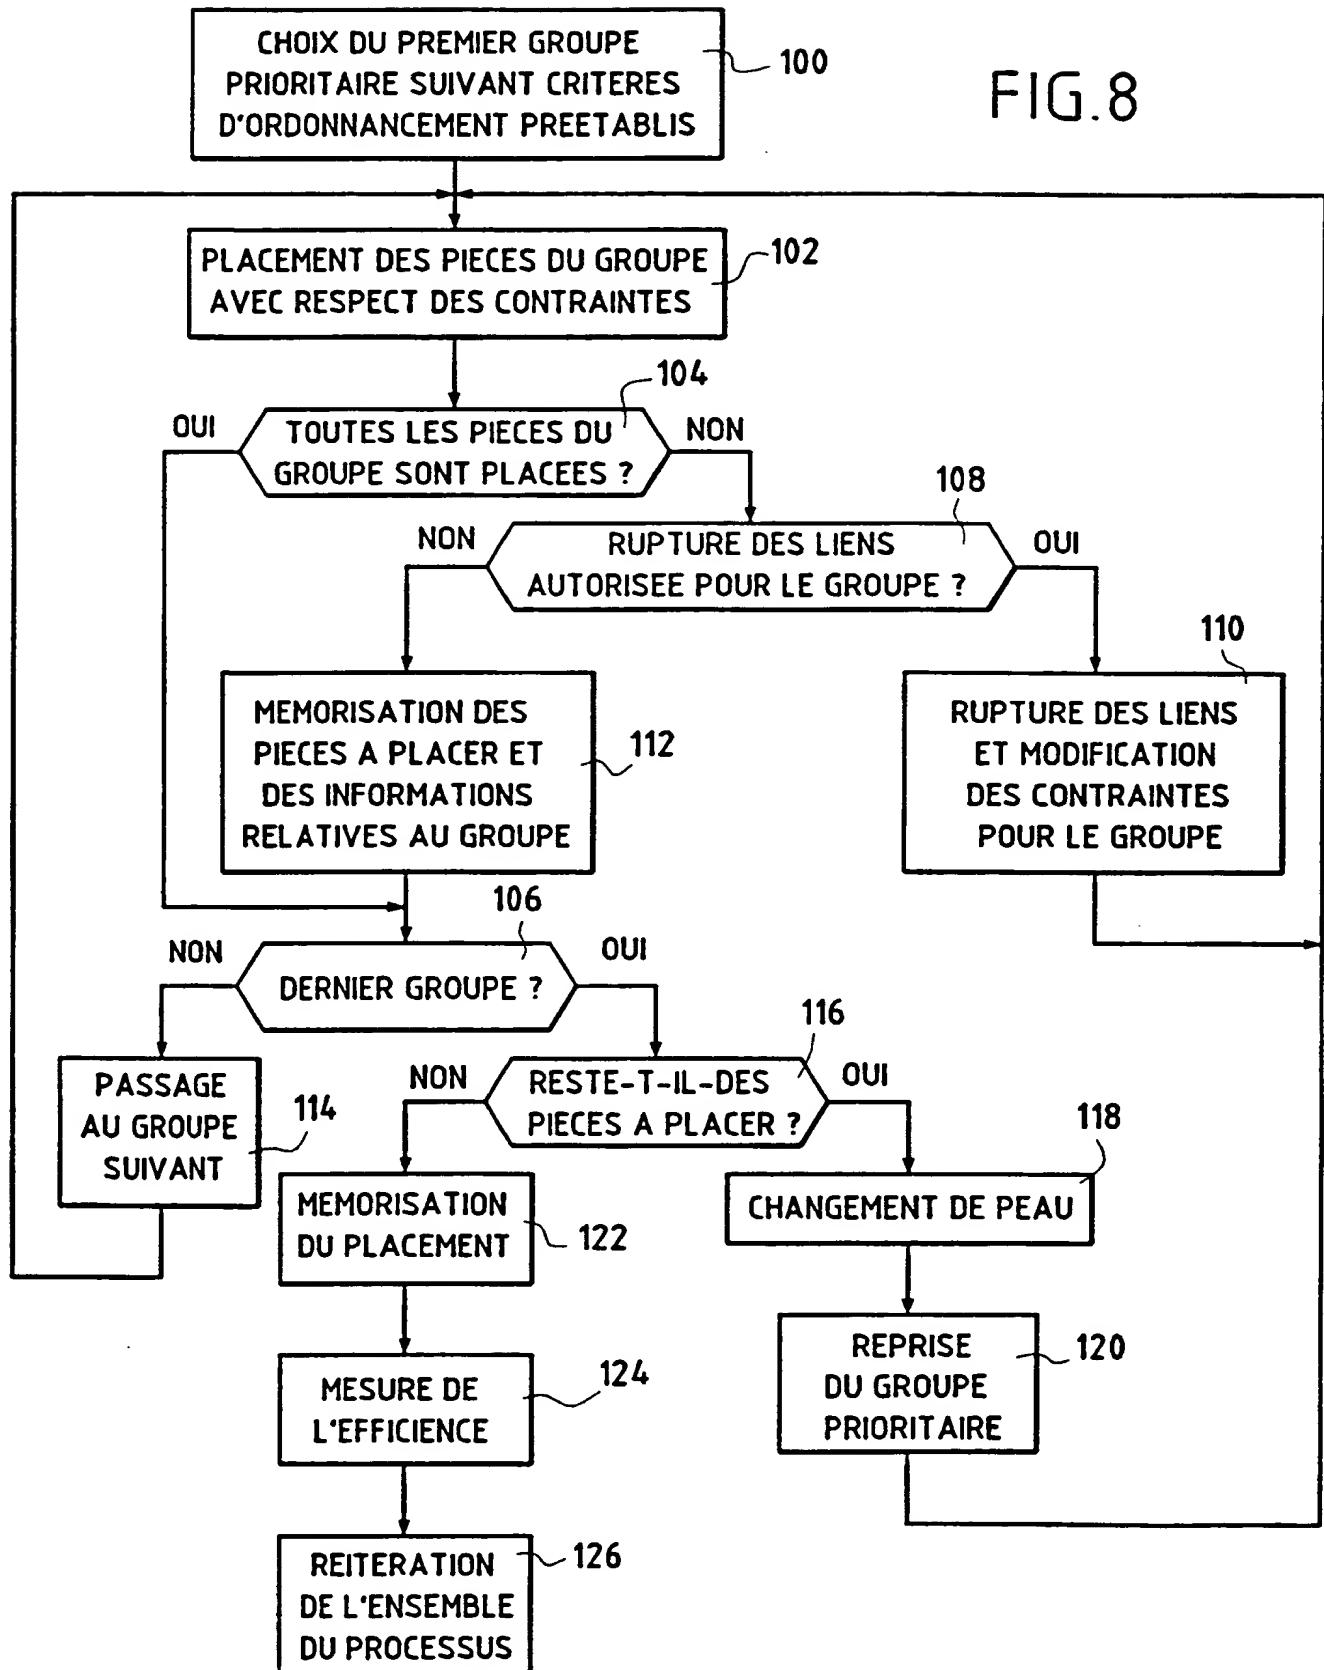 CHOIX DU PREMIER GROUPE
PRIORITAIRE SUIVANT CRITERES
D'ORDONNANCEMENT PREETABLIS
100
FIG.8
PLACEMENT DES PIECES DU GROUPE
AVEC RESPECT DES CONTRAINTES
102
104
OUI
TOUTES LES PIECES DU
GROUPE SONT PLACEES ?
NON
108
NON
RUPTURE DES LIENS
AUTORISEE POUR LE GROUPE ?
OUI
110
MEMORISATION DES
PIECES A PLACER ET
DES INFORMATIONS
RELATIVES AU GROUPE
112
RUPTURE DES LIENS
ET MODIFICATION
DES CONTRAINTES
POUR LE GROUPE
106
NON
DERNIER GROUPE ?
OUI
116
PASSAGE
AU GROUPE
SUIVANT
114
NON
RESTE-T-IL-DES
PIECES A PLACER ?
OUI
118
MEMORISATION
DU PLACEMENT
122
CHANGEMENT DE PEAU
MESURE DE
L'EFFICIENCE
124
REPRISE
DU GROUPE
PRIORITAIRE
120
REITERATION
DE L'ENSEMBLE
DU PROCESSUS
126